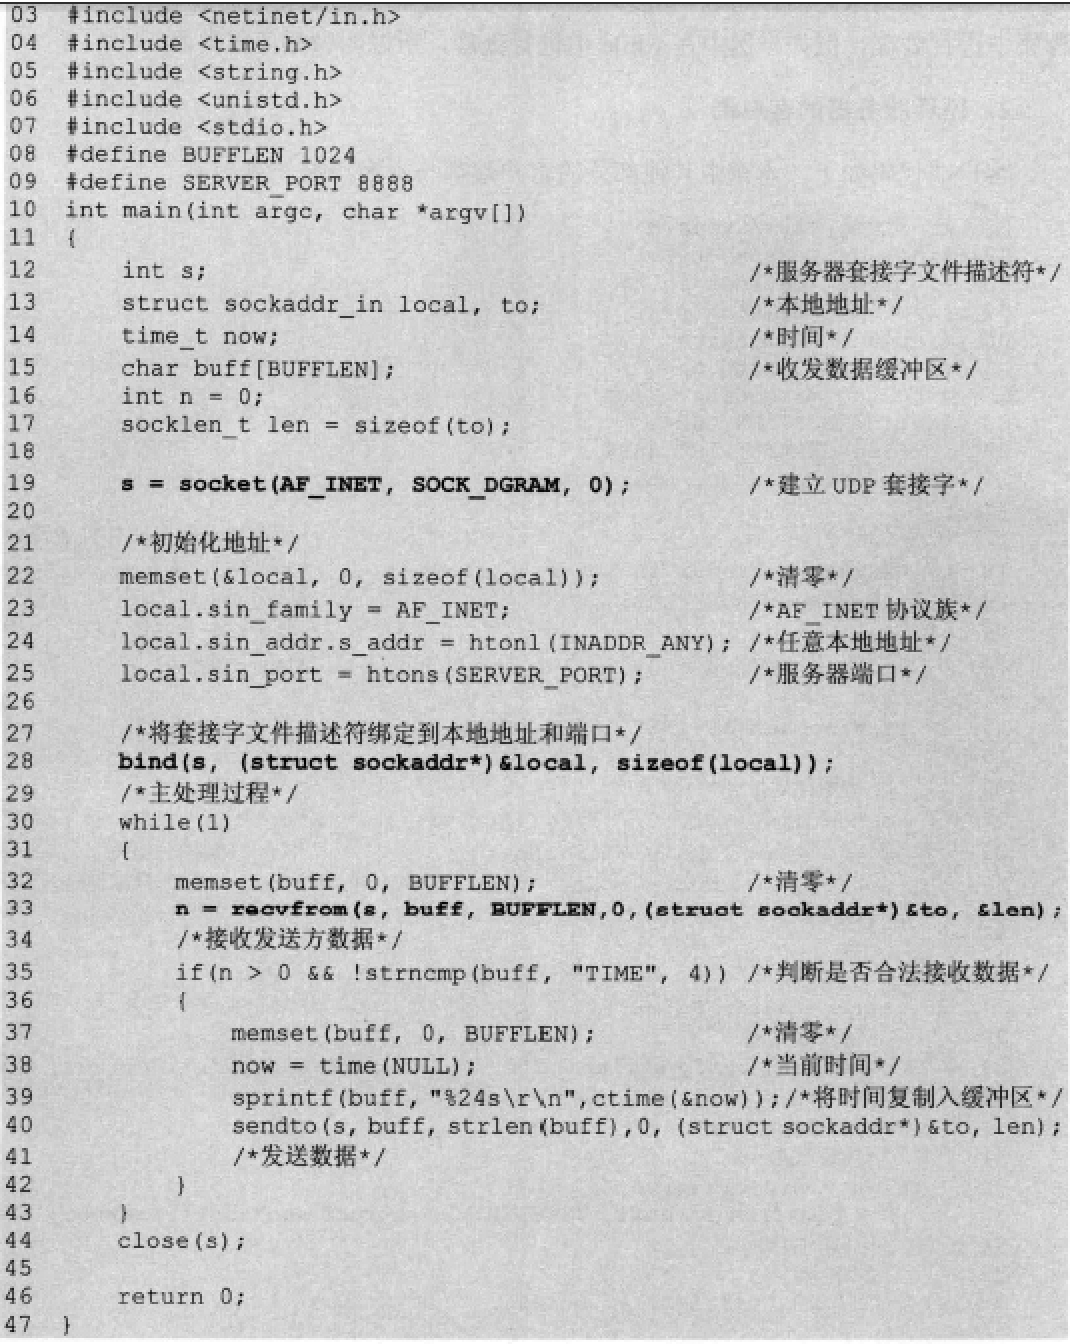 03 #include <netinet/in.h>
04 #include <time.h>
05 #include <string.h>
06 #include <unistd.h>
07 #include <stdio.h>
08 #define BUFFLEN 1024
09 #define SERVER_PORT 8888
10 int main(int argc, char *argv[])
11 {
12 int s; /*服务器套接字文件描述符*/
13 struct sockaddr_in local, to; /*本地地址*/
14 time_t now; /*时间*/
15 char buff[BUFFLEN]; /*收发数据缓冲区*/
16 int n = 0;
17 socklen_t len = sizeof(to);
18
19 s = socket(AF_INET, SOCK_DGRAM, 0); /*建立 UDP 套接字*/
20
21 /*初始化地址*/
22 memset(&local, 0, sizeof(local)); /*清零*/
23 local.sin_family = AF_INET; /*AF_INET 协议族*/
24 local.sin_addr.s_addr = htonl(INADDR_ANY); /*任意本地地址*/
25 local.sin_port = htons(SERVER_PORT); /*服务器端口*/
26
27 /*将套接字文件描述符绑定到本地地址和端口*/
28 bind(s, (struct sockaddr*)&local, sizeof(local));
29 /*主处理过程*/
30 while(1)
31 {
32 memset(buff, 0, BUFFLEN); /*清零*/
33 n = recvfrom(s, buff, BUFFLEN,0,(struct sockaddr*)&to, &len);
34 /*接收发送方数据*/
35 if(n > 0 && !strncmp(buff, "TIME", 4)) /*判断是否合法接收数据*/
36 {
37 memset(buff, 0, BUFFLEN); /*清零*/
38 now = time(NULL); /*当前时间*/
39 sprintf(buff, "%24s\r\n",ctime(&now));/*将时间复制入缓冲区*/
40 sendto(s, buff, strlen(buff),0, (struct sockaddr*)&to, len);
41 /*发送数据*/
42 }
43 }
44 close(s);
45
46 return 0;
47 }